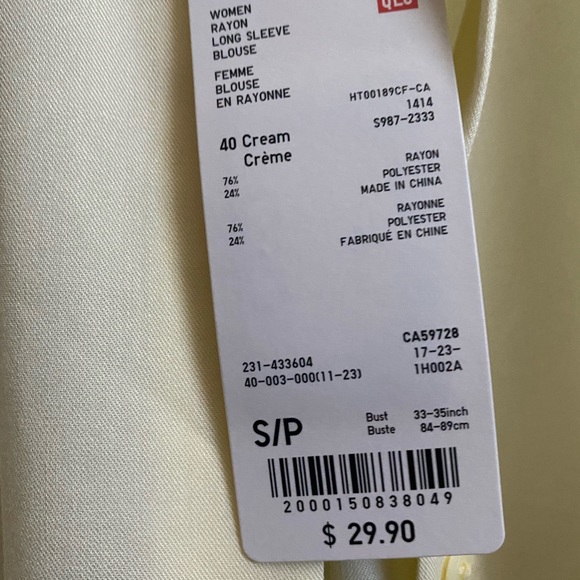 WOMEN
RAYON
LONG SLEEVE
BLOUSE
FEMME
BLOUSE
EN RAYONNE
HT00189CF-CA
1414
S987-2333
40 Cream
Crème
76% RAYON
24% POLYESTER
MADE IN CHINA
76% RAYONNE
24% POLYESTER
FABRIQUÉ EN CHINE
CA59728
231-433604 17-23-
40-003-000(11-23) 1H002A
S/P
Bust 33-35inch
Buste 84-89cm
2000150838049
$ 29.90